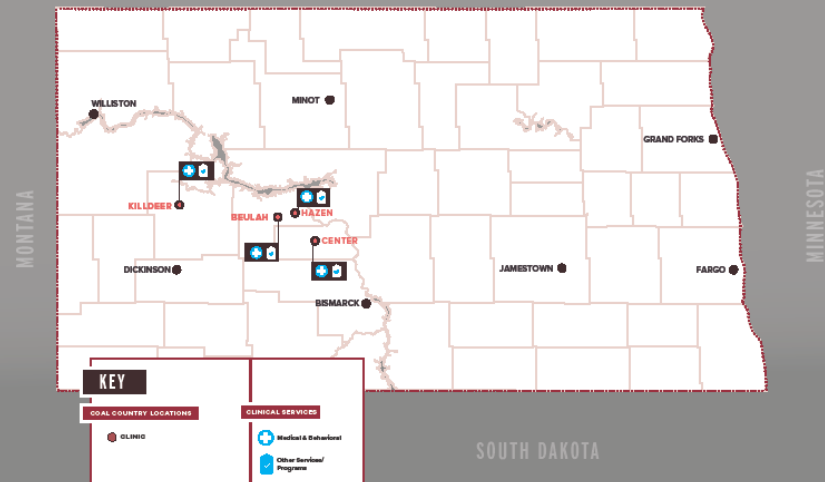 WILLISTON
MINOT
GRAND FORKS
MONTANA
MINNESOTA
KILLDEER
BEULAH
HAZEN
CENTER
DICKINSON
JAMESTOWN
FARGO
BISMARCK
KEY
COAL COUNTRY LOCATIONS
CLINIC
CLINICAL SERVICES
Medical & Behavioral
Other Services/
Programs
SOUTH DAKOTA